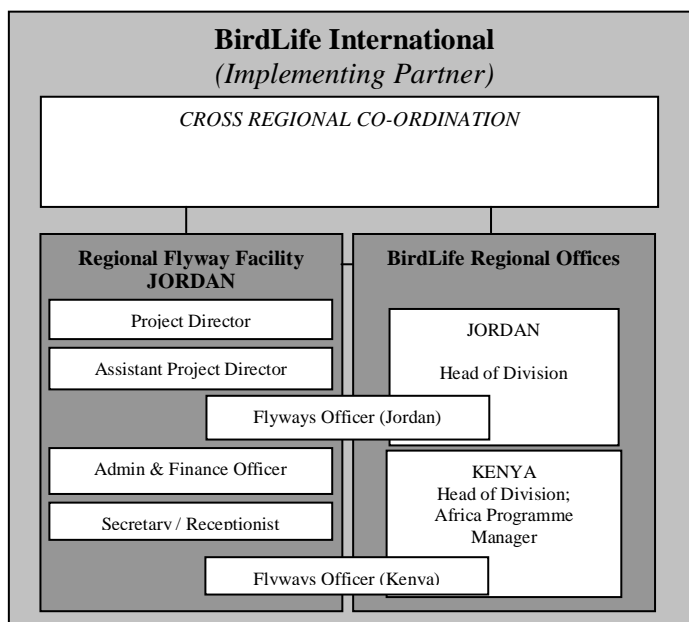 BirdLife International
(Implementing Partner)
CROSS REGIONAL CO-ORDINATION
Regional Flyway Facility
JORDAN
Project Director
Assistant Project Director
Flyways Officer (Jordan)
Admin & Finance Officer
Secretary / Receptionist
Flyways Officer (Kenya)
BirdLife Regional Offices
JORDAN
Head of Division
KENYA
Head of Division;
Africa Programme
Manager